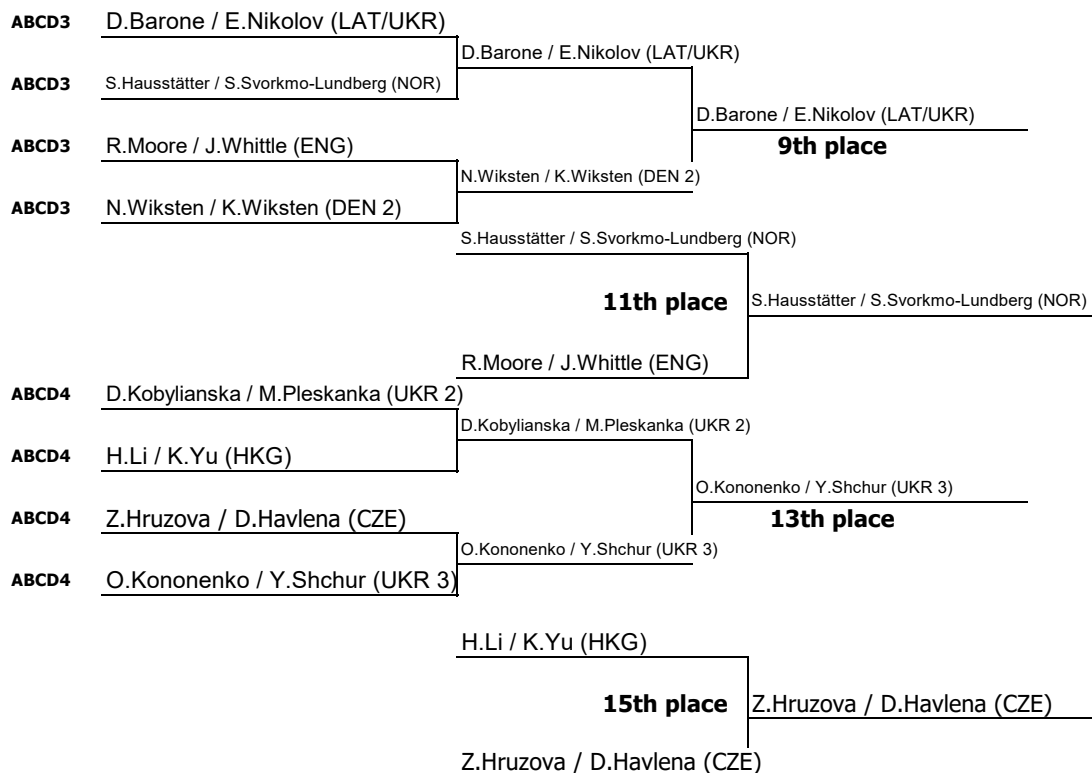 ABCD3 D.Barone / E.Nikolov (LAT/UKR)
D.Barone / E.Nikolov (LAT/UKR)
ABCD3 S.Hausstätter / S.Svorkmo-Lundberg (NOR)
D.Barone / E.Nikolov (LAT/UKR)
ABCD3 R.Moore / J.Whittle (ENG)
9th place
N.Wiksten / K.Wiksten (DEN 2)
ABCD3 N.Wiksten / K.Wiksten (DEN 2)
S.Hausstätter / S.Svorkmo-Lundberg (NOR)
11th place S.Hausstätter / S.Svorkmo-Lundberg (NOR)
R.Moore / J.Whittle (ENG)
ABCD4 D.Kobylianska / M.Pleskanka (UKR 2)
D.Kobylianska / M.Pleskanka (UKR 2)
ABCD4 H.Li / K.Yu (HKG)
O.Kononenko / Y.Shchur (UKR 3)
ABCD4 Z.Hruzova / D.Havlena (CZE)
13th place
O.Kononenko / Y.Shchur (UKR 3)
ABCD4 O.Kononenko / Y.Shchur (UKR 3)
H.Li / K.Yu (HKG)
15th place Z.Hruzova / D.Havlena (CZE)
Z.Hruzova / D.Havlena (CZE)